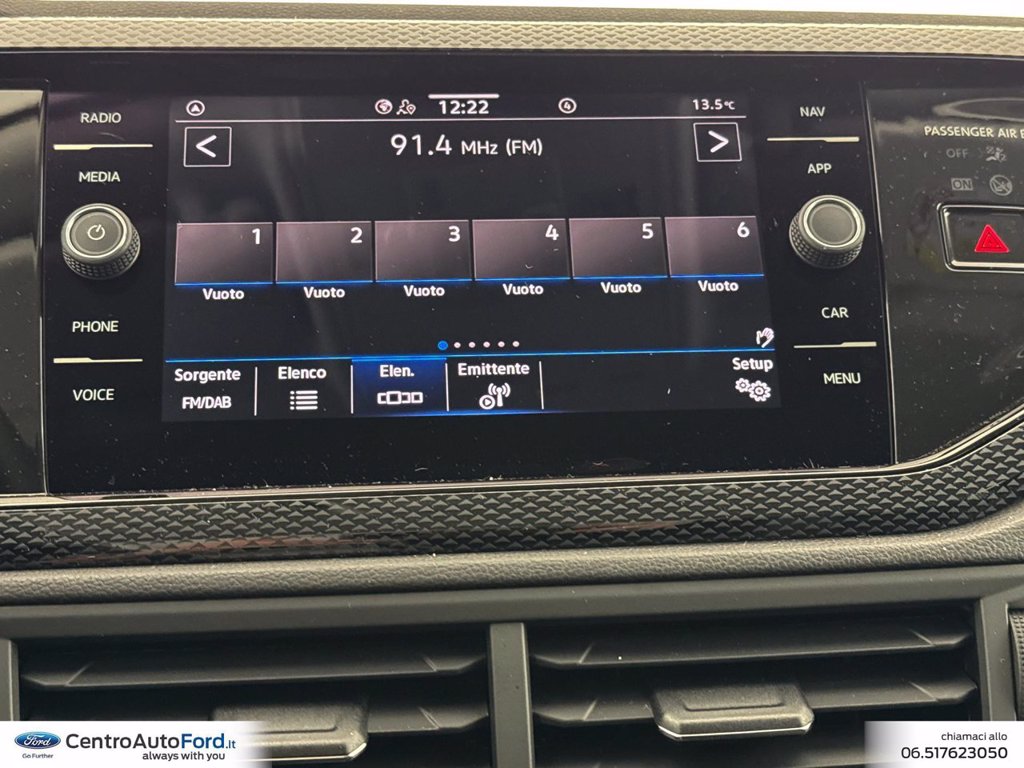 RADIO
MEDIA
PHONE
VOICE
12:22
4
13.5°C
<
91.4 MHz (FM)
>
1
2
3
4
5
6
Vuoto
Vuoto
Vuoto
Vuoto
Vuoto
Vuoto
Sorgente
FM/DAB
Elenco
Elen.
Emittente
Setup
NAV
APP
CAR
MENU
PASSENGER AIR
OFF
ON
Ford
Go Further
CentroAutoFord.it
always with you
chiamaci allo
06.517623050